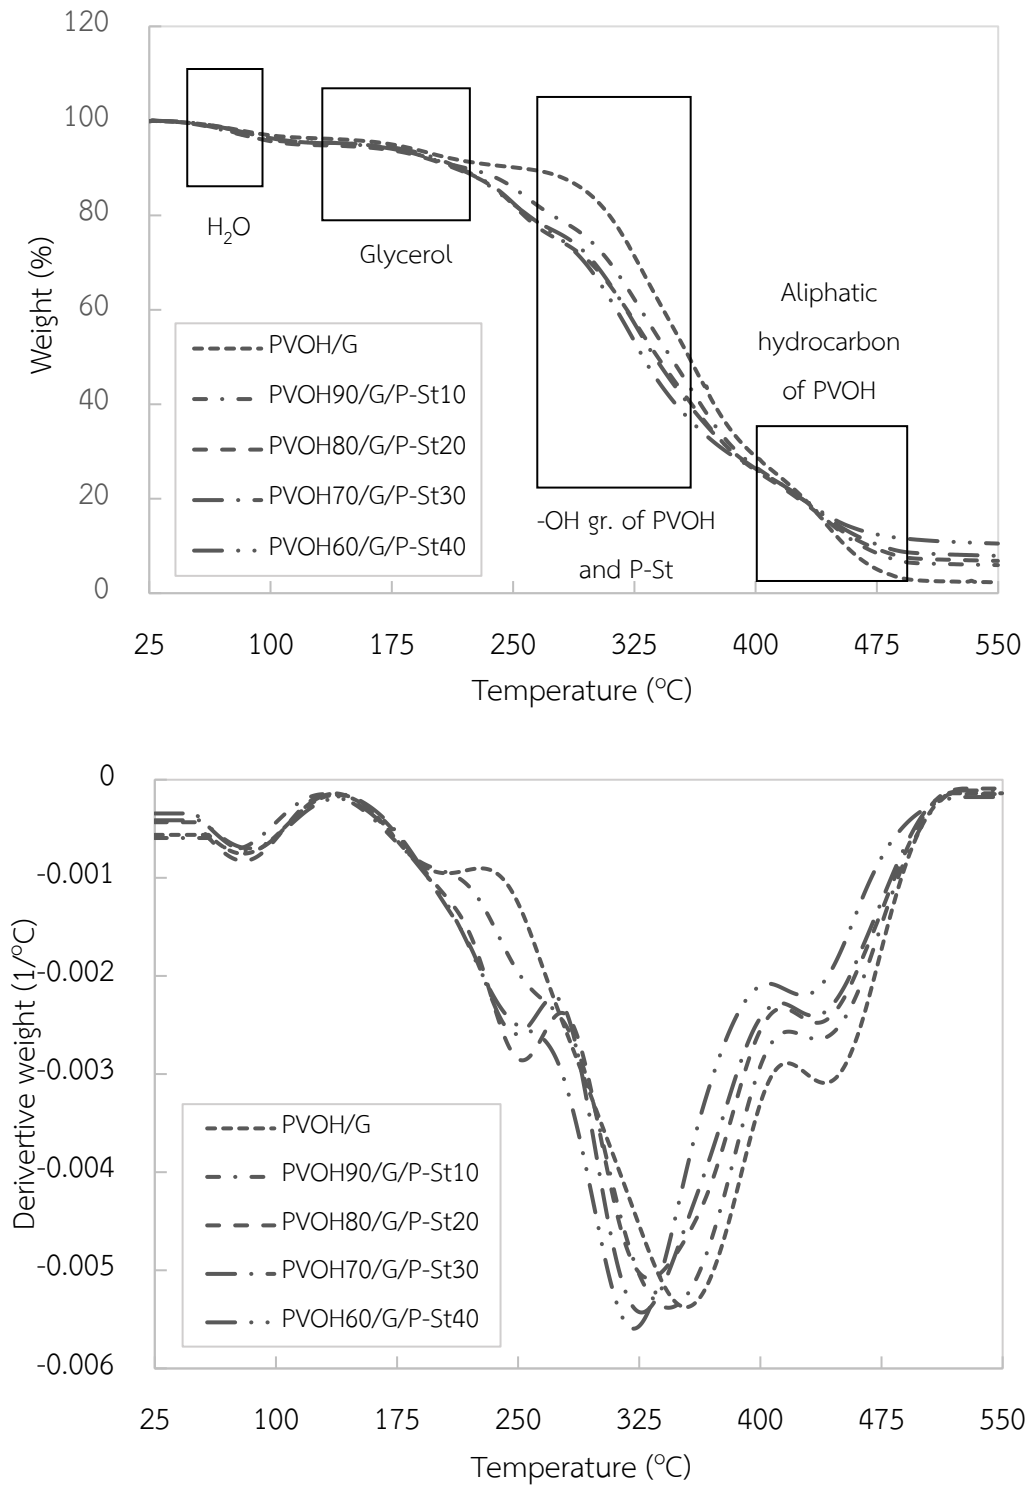 120
100
80
60
40
20
0
Weight (%)
H2O
Glycerol
Aliphatic
hydrocarbon
of PVOH
PVOH/G
PVOH90/G/P-St10
PVOH80/G/P-St20
PVOH70/G/P-St30
PVOH60/G/P-St40
-OH gr. of PVOH
and P-St
25 100 175 250 325 400 475 550
Temperature (°C)
0
-0.001
-0.002
-0.003
-0.004
-0.005
-0.006
Derivertive weight (1/°C)
PVOH/G
PVOH90/G/P-St10
PVOH80/G/P-St20
PVOH70/G/P-St30
PVOH60/G/P-St40
25 100 175 250 325 400 475 550
Temperature (°C)